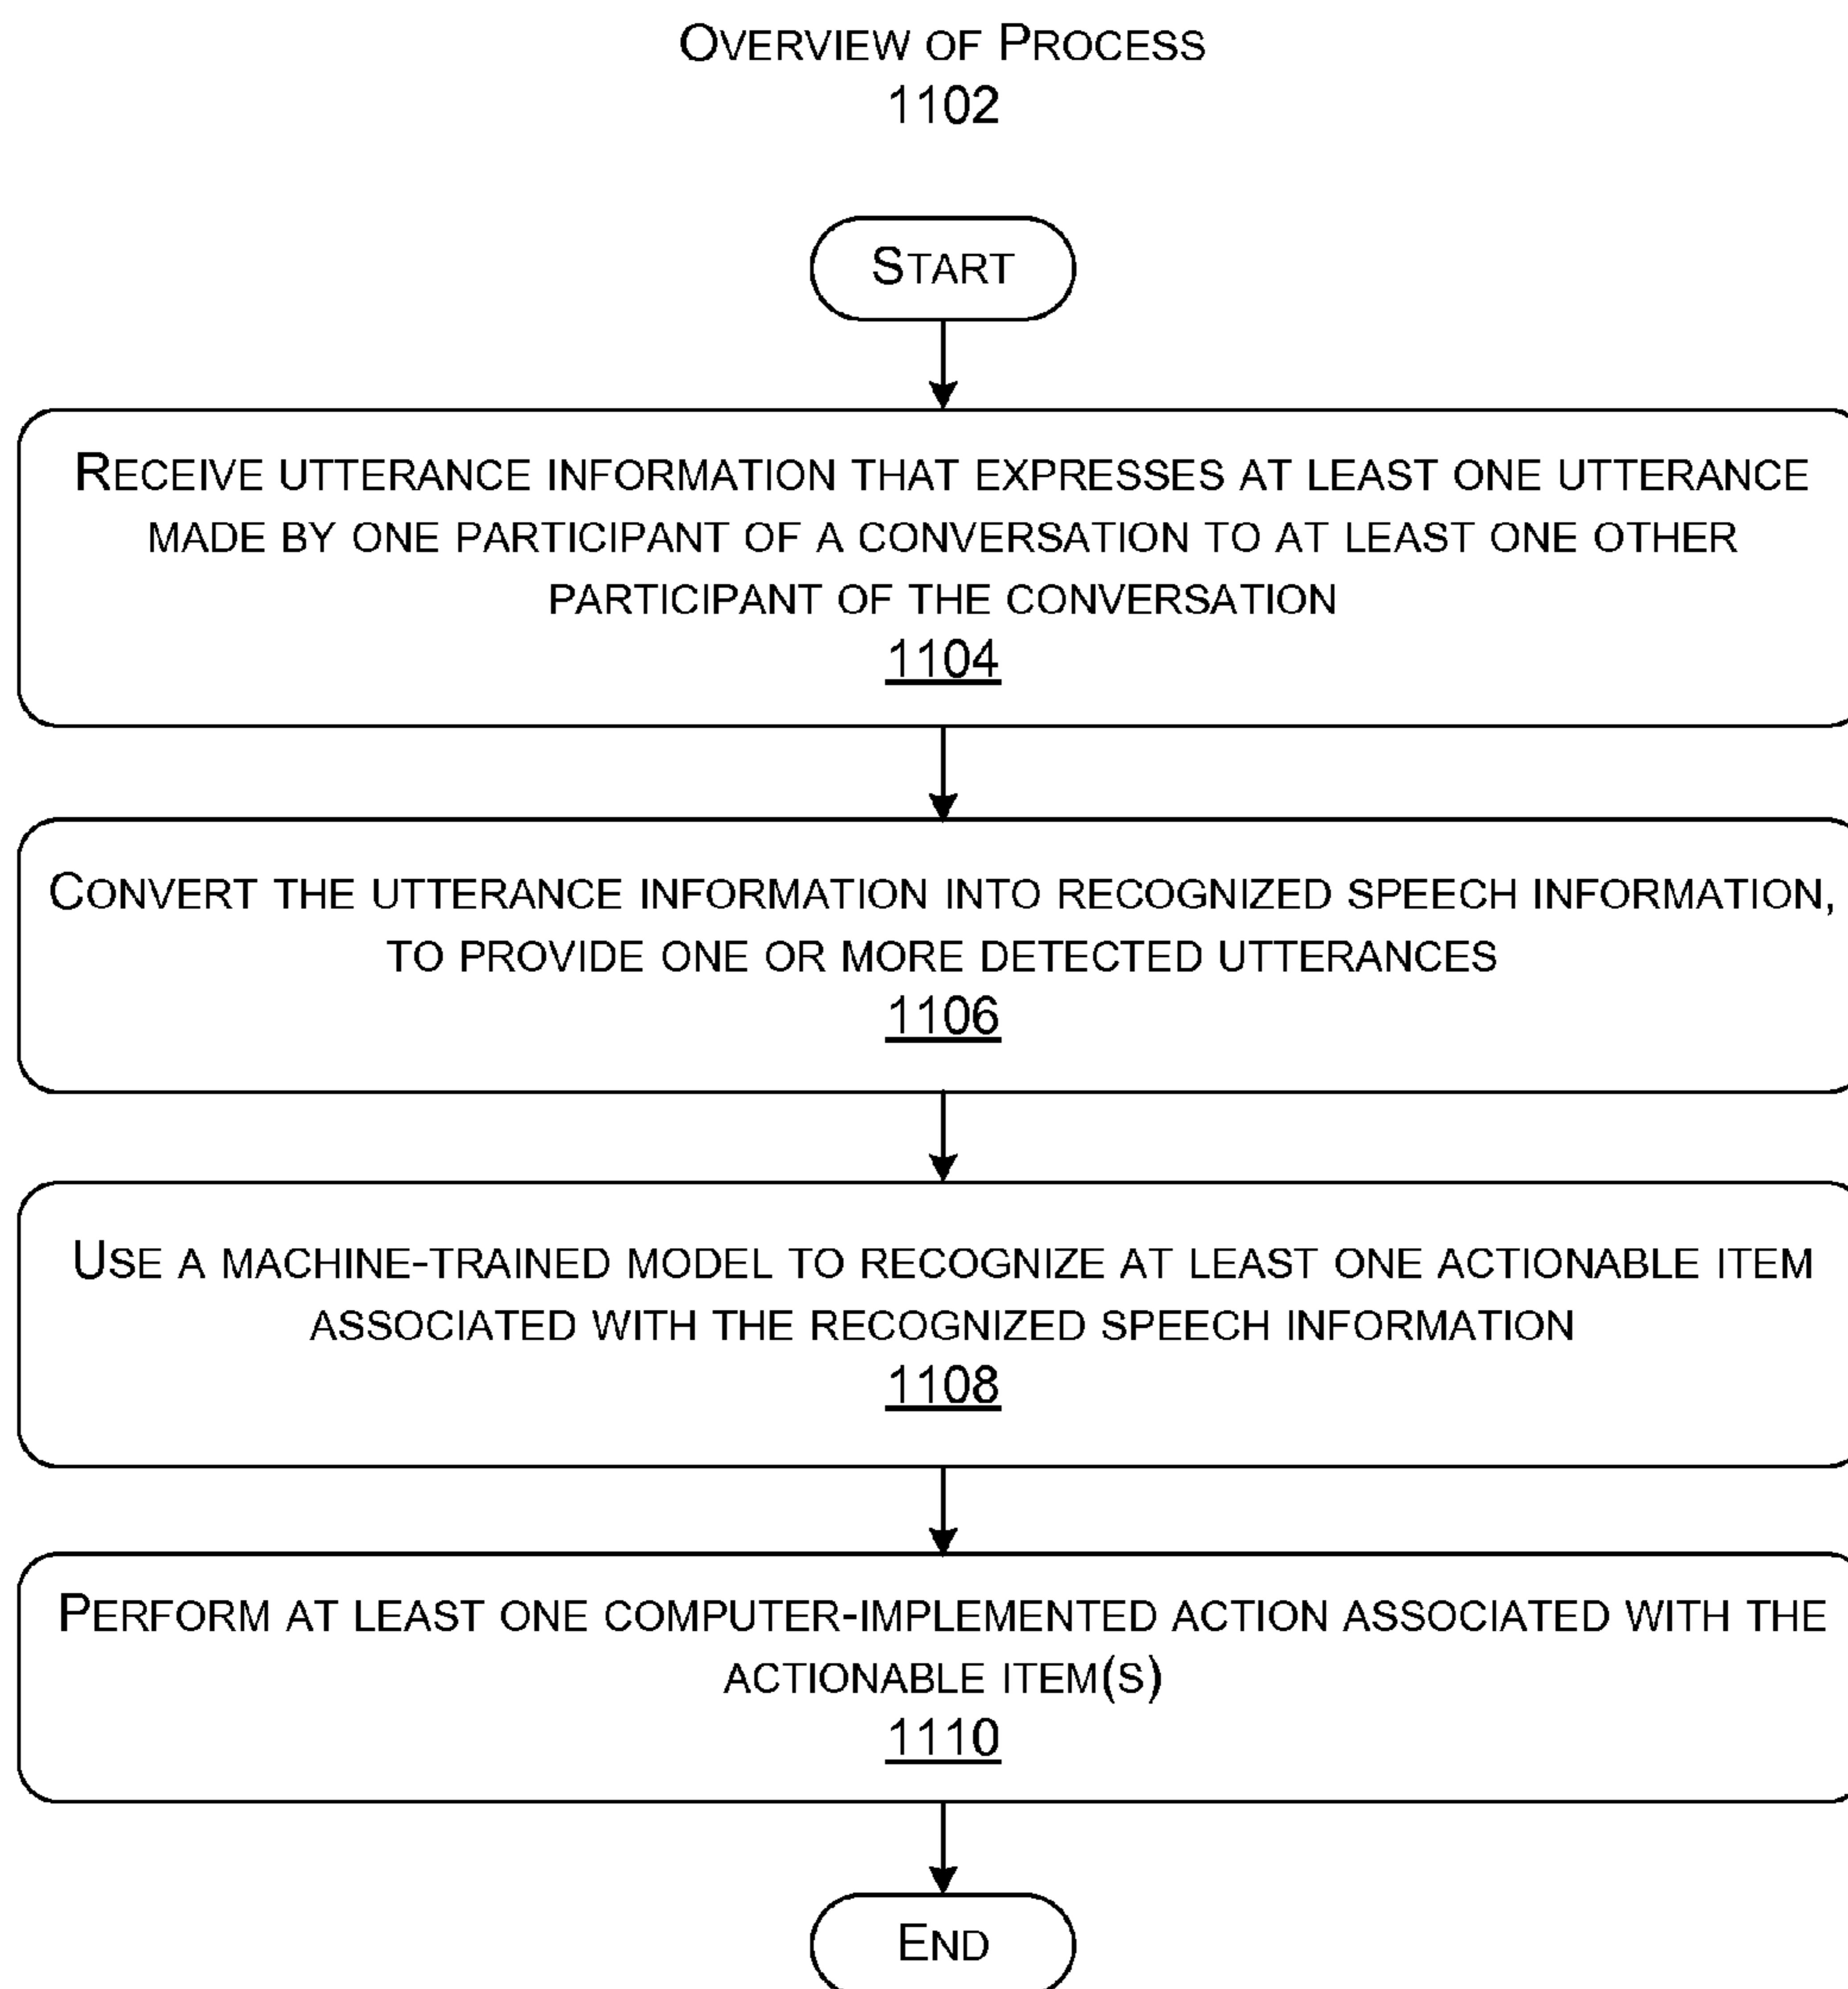 OVERVIEW OF PROCESS
1102
START
RECEIVE UTTERANCE INFORMATION THAT EXPRESSES AT LEAST ONE UTTERANCE
MADE BY ONE PARTICIPANT OF A CONVERSATION TO AT LEAST ONE OTHER
PARTICIPANT OF THE CONVERSATION
1104
CONVERT THE UTTERANCE INFORMATION INTO RECOGNIZED SPEECH INFORMATION,
TO PROVIDE ONE OR MORE DETECTED UTTERANCES
1106
USE A MACHINE-TRAINED MODEL TO RECOGNIZE AT LEAST ONE ACTIONABLE ITEM
ASSOCIATED WITH THE RECOGNIZED SPEECH INFORMATION
1108
PERFORM AT LEAST ONE COMPUTER-IMPLEMENTED ACTION ASSOCIATED WITH THE
ACTIONABLE ITEM(S)
1110
END